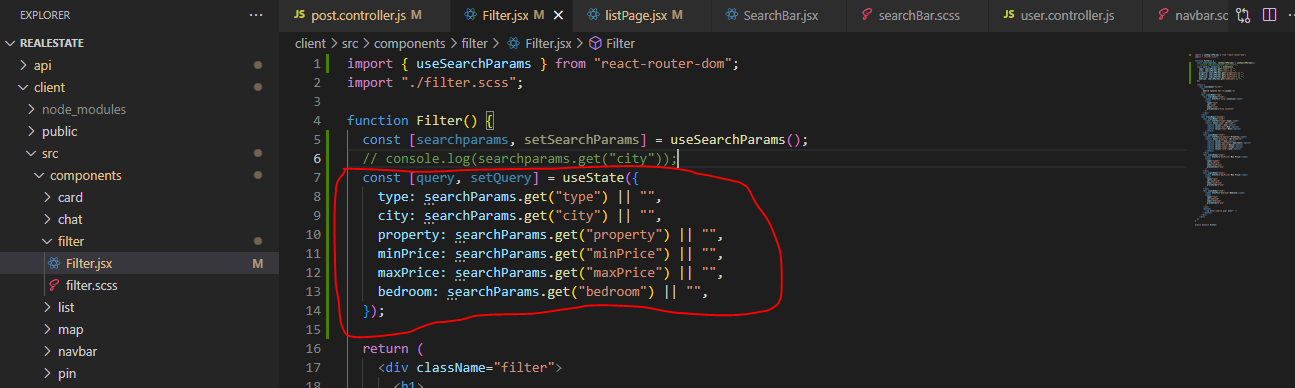 EXPLORER
···
post.controller.js M
Filter.jsx M
listPage.jsx M
SearchBar.jsx
searchBar.scss
user.controller.js
navbar.sc
REALESTATE
api
client
node_modules
public
src
components
card
chat
filter
Filter.jsx M
filter.scss
list
map
navbar
pin
client > src > components > filter > Filter.jsx > Filter
1 import { useSearchParams } from "react-router-dom";
2 import "./filter.scss";
3
4 function Filter() {
5 const [searchparams, setSearchParams] = useSearchParams();
6 // console.log(searchparams.get("city"));
7 const [query, setQuery] = useState({
8 type: searchParams.get("type") || "",
9 city: searchParams.get("city") || "",
10 property: searchParams.get("property") || "",
11 minPrice: searchParams.get("minPrice") || "",
12 maxPrice: searchParams.get("maxPrice") || "",
13 bedroom: searchParams.get("bedroom") || "",
14 });
15
16 return (
17 <div className="filter">
18 <h1>